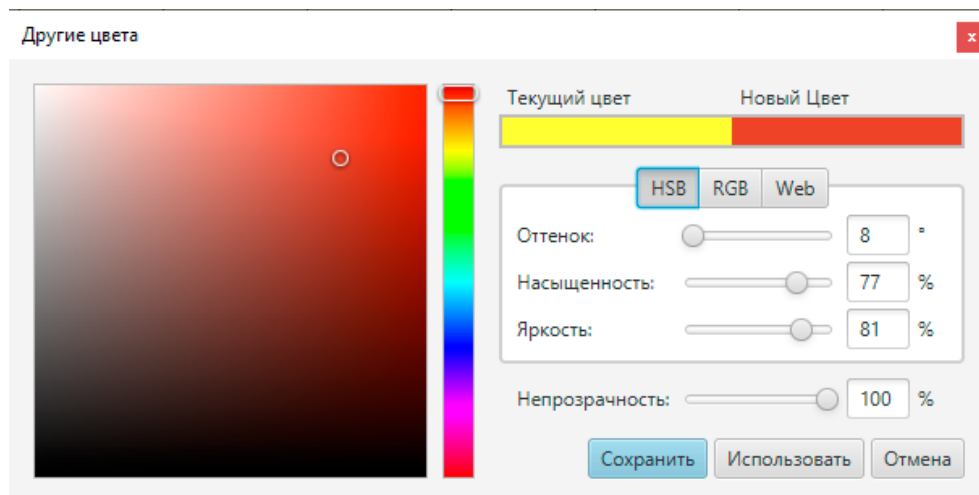 Другие цвета
x
Текущий цвет Новый Цвет
HSB RGB Web
Оттенок: 8 °
Насыщенность: 77 %
Яркость: 81 %
Непрозрачность: 100 %
Сохранить Использовать Отмена